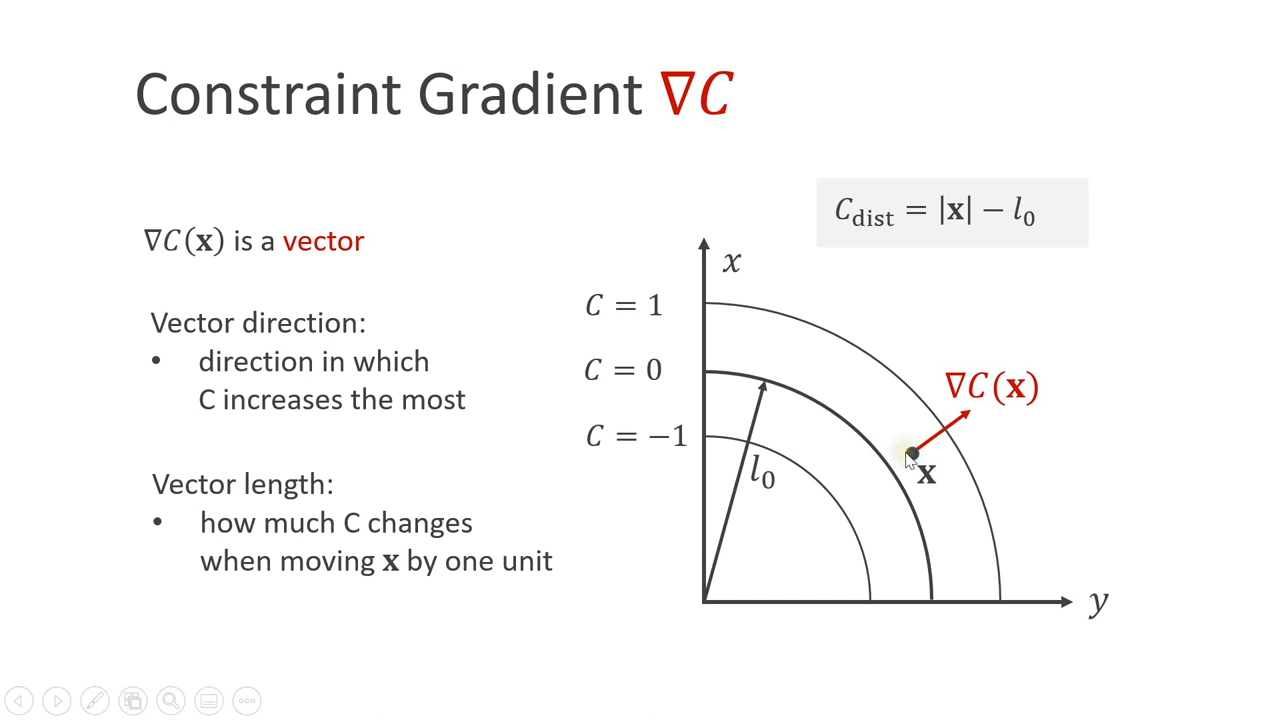 Constraint Gradient ∇C
C_dist = |x| − l₀
∇C(x) is a vector
Vector direction:
• direction in which
C increases the most
Vector length:
• how much C changes
when moving x by one unit
x
C = 1
C = 0
∇C(x)
C = −1
l₀
x
y